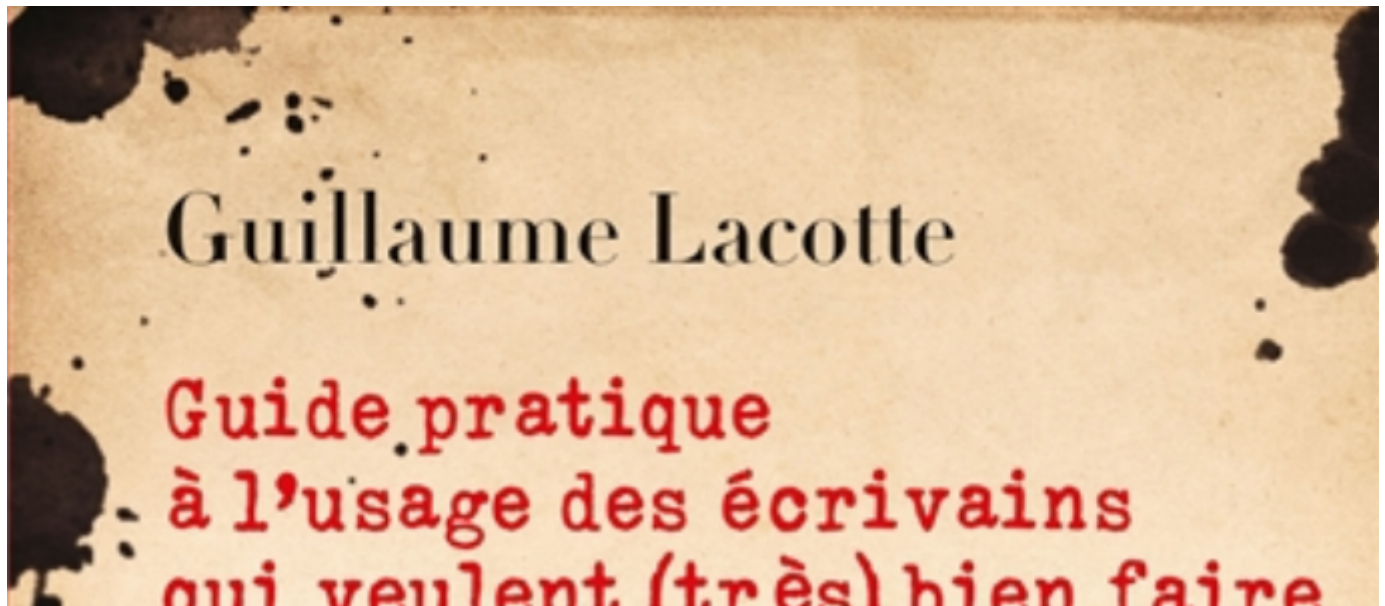 Guillaume Lacotte
Guide pratique
à l’usage des écrivains
qui veulent (très) bien faire